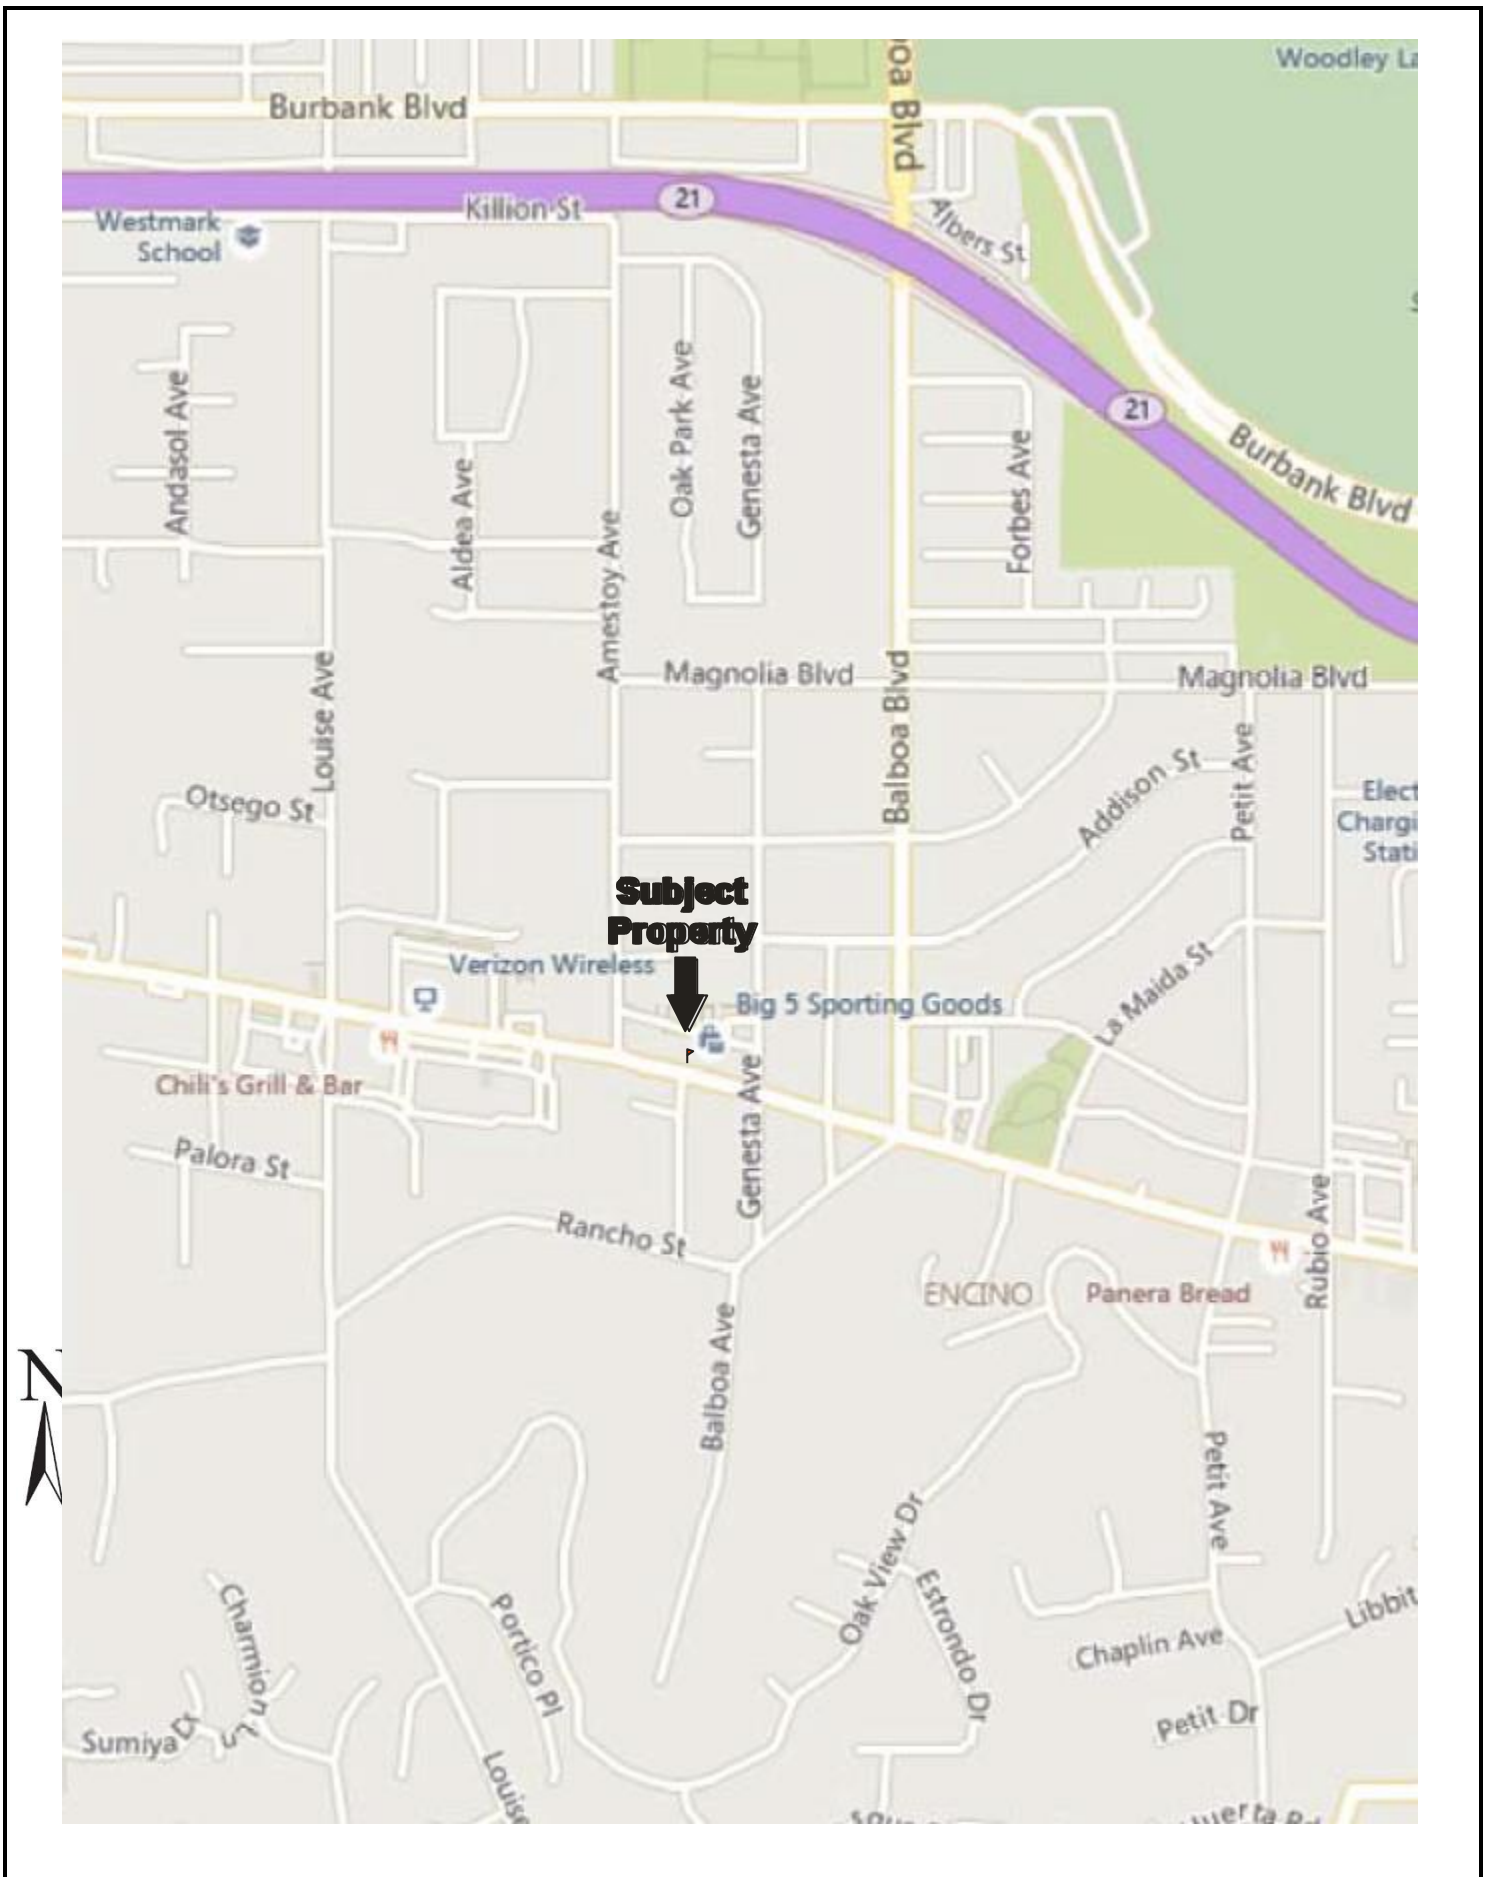 Woodley La
oa Blvd
Burbank Blvd
21
Killion St
Westmark
School
Albers St
21
Burbank Blvd
Andasol Ave
Oak Park Ave
Genesta Ave
Aldea Ave
Forbes Ave
Amestoy Ave
Louise Ave
Magnolia Blvd
Balboa Blvd
Magnolia Blvd
Petit Ave
Addison St
Otsego St
Elect
Chargi
Stati
Subject
Property
Verizon Wireless
Big 5 Sporting Goods
La Maida St
Chili's Grill & Bar
Genesta Ave
Palora St
Rancho St
Rubio Ave
ENCINO
Panera Bread
Balboa Ave
N
Petit Ave
Oak View Dr
Estrondo Dr
Portico Pl
Charmion Ln
Libbit
Chaplin Ave
Petit Dr
Sumiya Dr
Louise
Huerta Rd